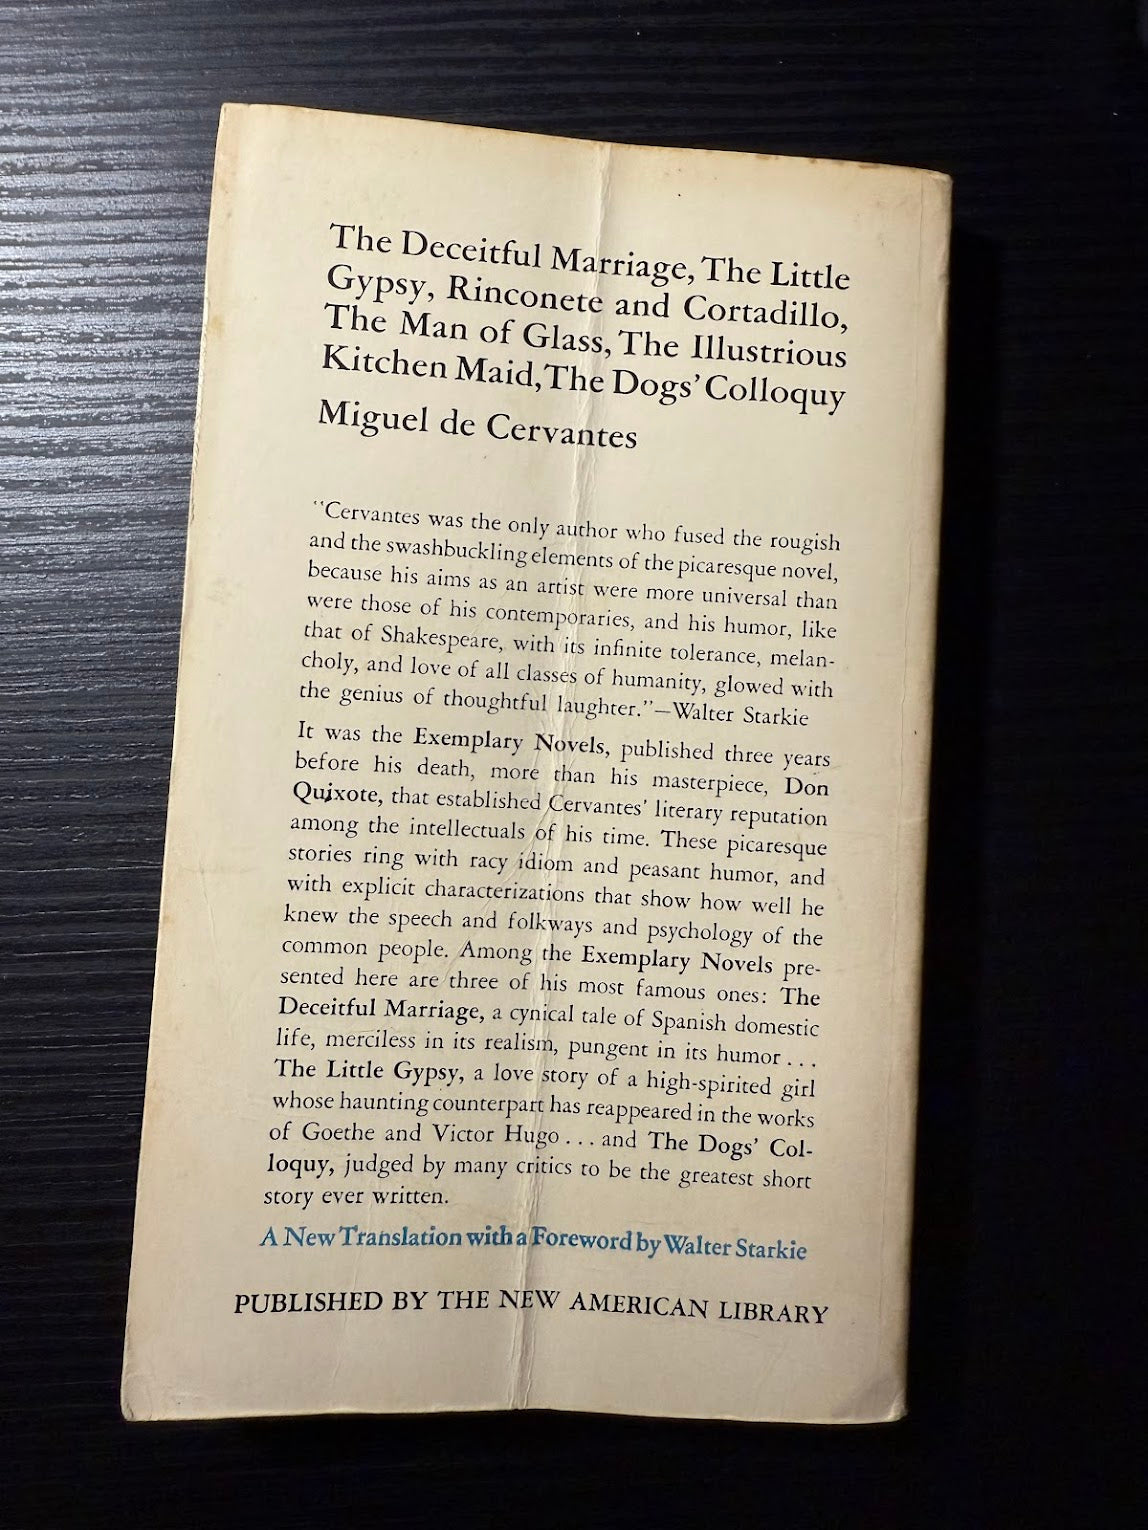 The Deceitful Marriage, The Little
Gypsy, Rinconete and Cortadillo,
The Man of Glass, The Illustrious
Kitchen Maid, The Dogs' Colloquy
Miguel de Cervantes
"Cervantes was the only author who fused the rougish
and the swashbuckling elements of the picaresque novel,
because his aims as an artist were more universal than
were those of his contemporaries, and his humor, like
that of Shakespeare, with its infinite tolerance, melan-
choly, and love of all classes of humanity, glowed with
the genius of thoughtful laughter."—Walter Starkie
It was the Exemplary Novels, published three years
before his death, more than his masterpiece, Don
Quixote, that established Cervantes' literary reputation
among the intellectuals of his time. These picaresque
stories ring with racy idiom and peasant humor, and
with explicit characterizations that show how well he
knew the speech and folkways and psychology of the
common people. Among the Exemplary Novels pre-
sented here are three of his most famous ones: The
Deceitful Marriage, a cynical tale of Spanish domestic
life, merciless in its realism, pungent in its humor...
The Little Gypsy, a love story of a high-spirited girl
whose haunting counterpart has reappeared in the works
of Goethe and Victor Hugo... and The Dogs' Col-
loquy, judged by many critics to be the greatest short
story ever written.
A New Translation with a Foreword by Walter Starkie
PUBLISHED BY THE NEW AMERICAN LIBRARY